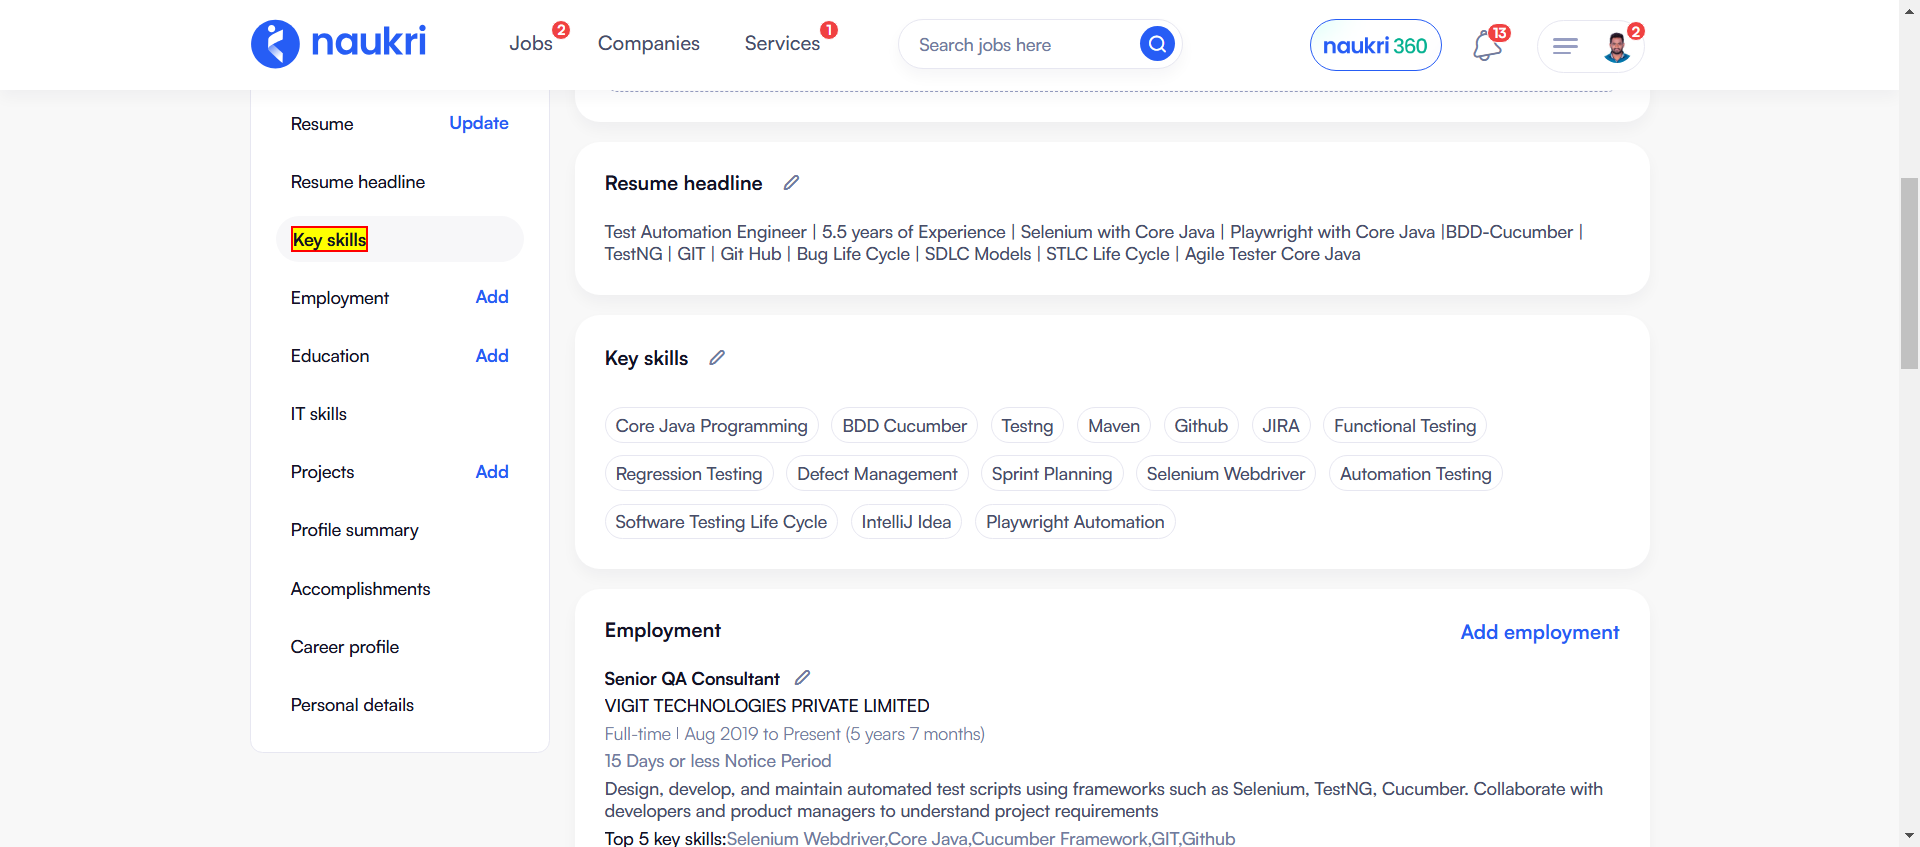 naukri
Jobs 2
Companies
Services 1
Search jobs here
naukri 360
13
2
Resume Update
Resume headline
Key skills
Employment Add
Education Add
IT skills
Projects Add
Profile summary
Accomplishments
Career profile
Personal details
Resume headline
Test Automation Engineer | 5.5 years of Experience | Selenium with Core Java | Playwright with Core Java |BDD-Cucumber |
TestNG | GIT | Git Hub | Bug Life Cycle | SDLC Models | STLC Life Cycle | Agile Tester Core Java
Key skills
Core Java Programming BDD Cucumber Testng Maven Github JIRA Functional Testing
Regression Testing Defect Management Sprint Planning Selenium Webdriver Automation Testing
Software Testing Life Cycle IntelliJ Idea Playwright Automation
Employment Add employment
Senior QA Consultant
VIGIT TECHNOLOGIES PRIVATE LIMITED
Full-time | Aug 2019 to Present (5 years 7 months)
15 Days or less Notice Period
Design, develop, and maintain automated test scripts using frameworks such as Selenium, TestNG, Cucumber. Collaborate with
developers and product managers to understand project requirements
Top 5 key skills:Selenium Webdriver,Core Java,Cucumber Framework,GIT,Github